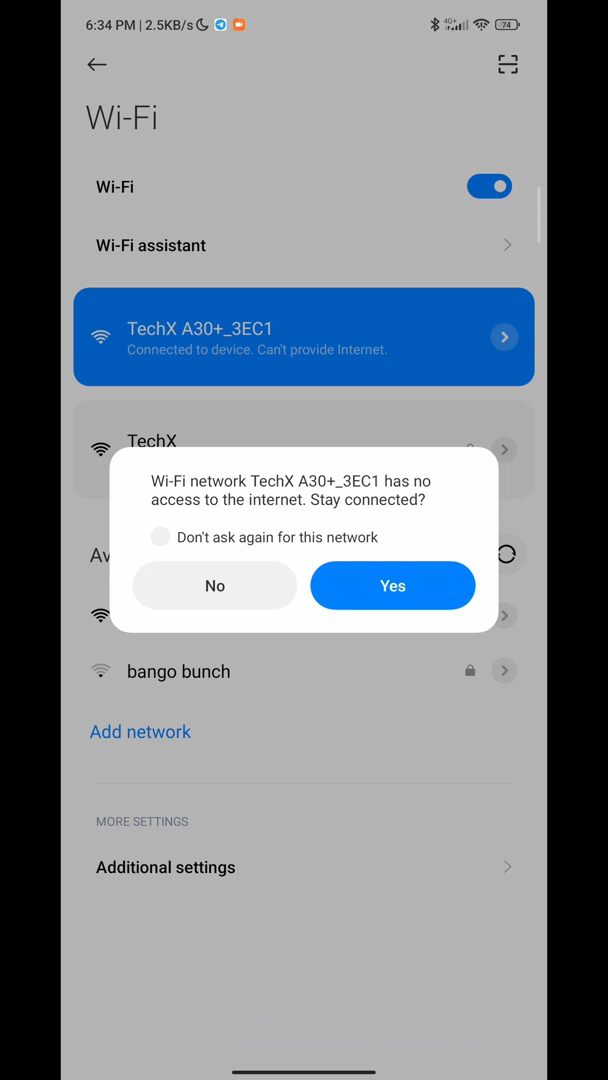 6:34 PM | 2.5KB/s
4G+
74
Wi-Fi
Wi-Fi
Wi-Fi assistant
TechX A30+_3EC1
Connected to device. Can't provide Internet.
TechX
Wi-Fi network TechX A30+_3EC1 has no
access to the internet. Stay connected?
Don't ask again for this network
Av
No
Yes
bango bunch
Add network
MORE SETTINGS
Additional settings